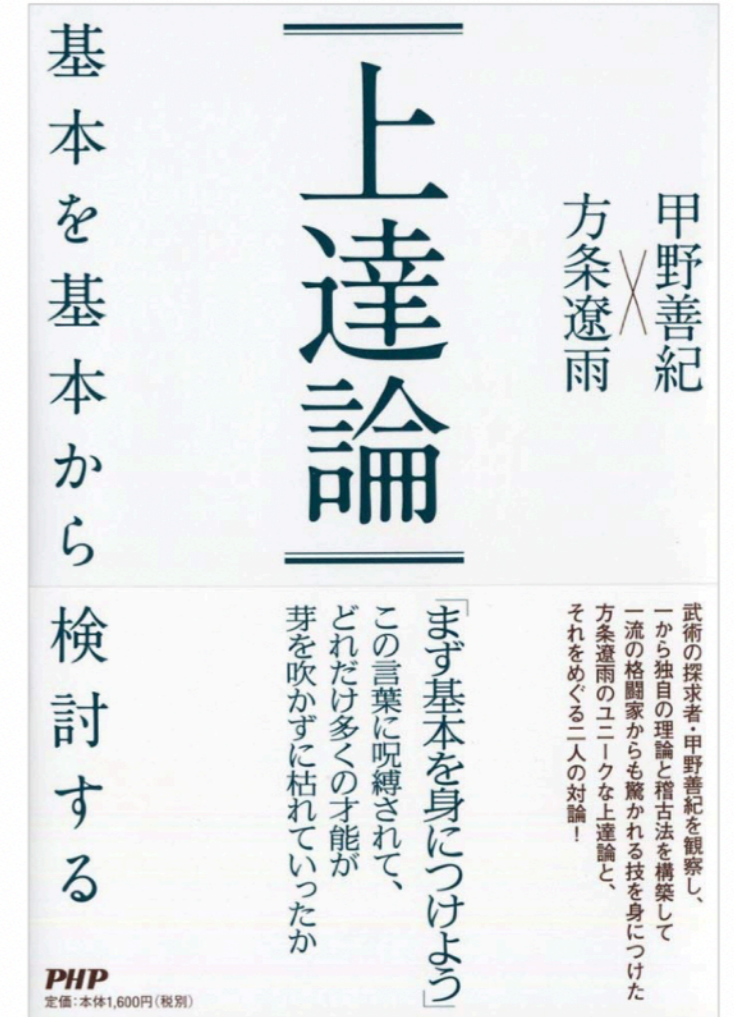 甲野善紀
×
方条遼雨
上達論
基本を基本から検討する
武術の探求者・甲野善紀を観察し、
一から独自の理論と稽古法を構築して
一流の格闘家からも驚かれる技を身につけた
方条遼雨のユニークな上達論と、
それをめぐる二人の対論!
「まず基本を身につけよう」
この言葉に呪縛されて、
どれだけ多くの才能が
芽を吹かずに枯れていったか
PHP
定価:本体1,600円(税別)